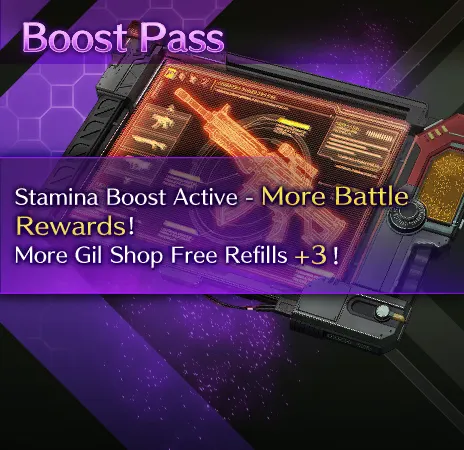 Boost Pass
Stamina Boost Active - More Battle
Rewards!
More Gil Shop Free Refills +3 !